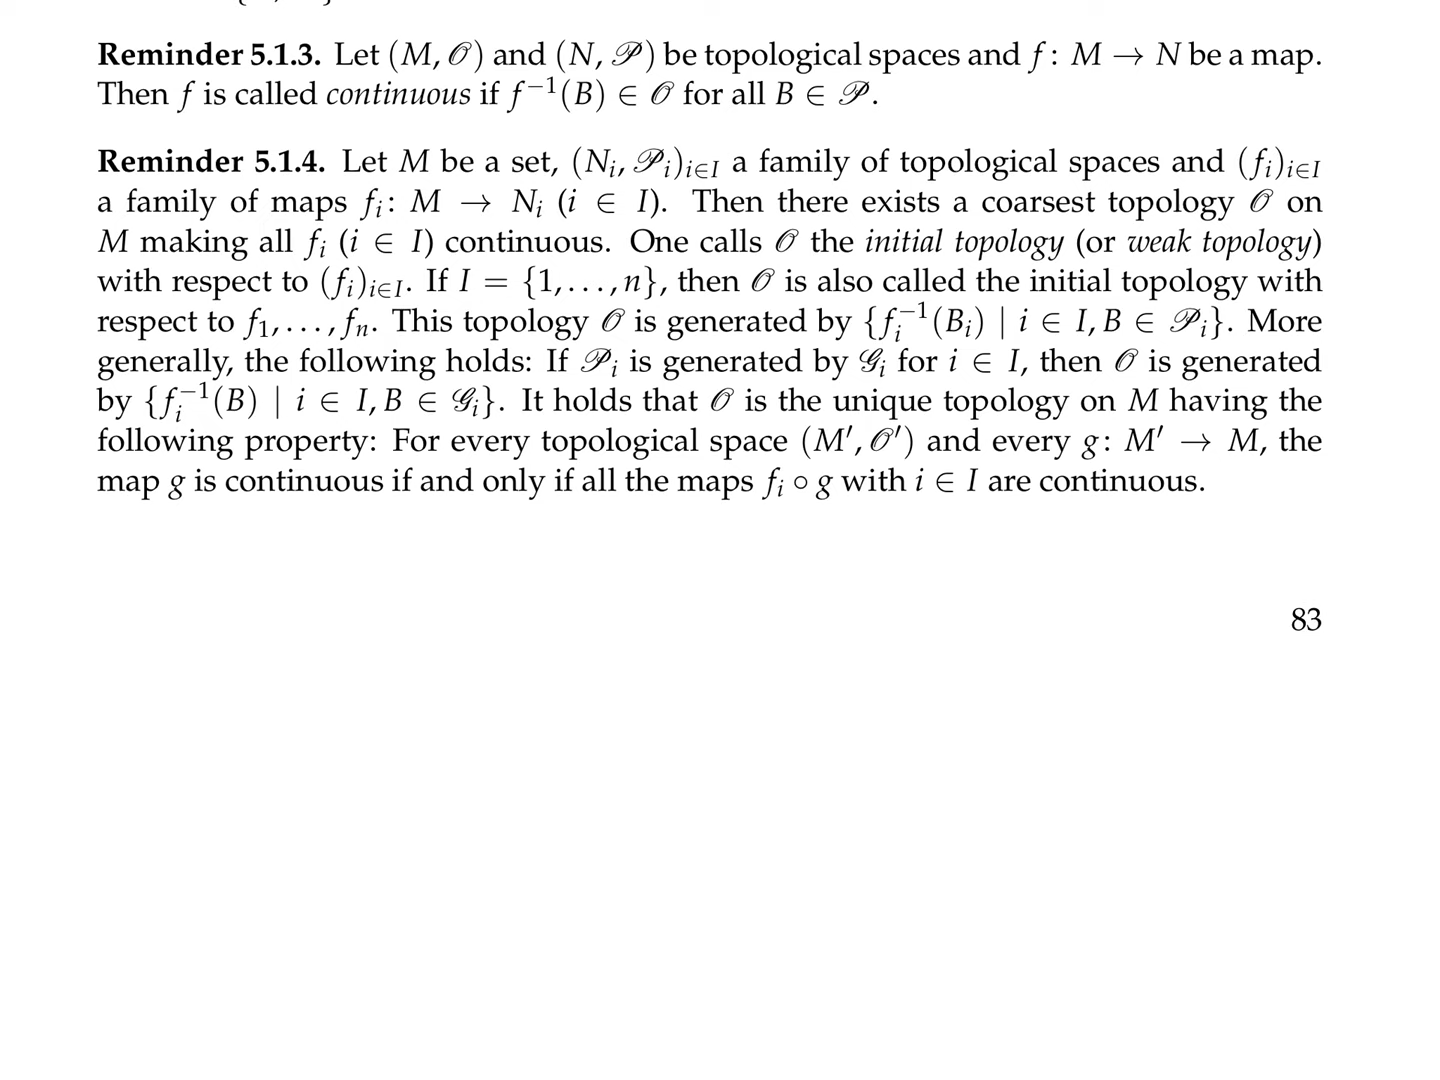 Reminder 5.1.3. Let (M, 𝒪) and (N, 𝒫) be topological spaces and f : M → N be a map.
Then f is called continuous if f⁻¹(B) ∈ 𝒪 for all B ∈ 𝒫.
Reminder 5.1.4. Let M be a set, (Nᵢ, 𝒫ᵢ)ᵢ∈I a family of topological spaces and (fᵢ)ᵢ∈I
a family of maps fᵢ : M → Nᵢ (i ∈ I). Then there exists a coarsest topology 𝒪 on
M making all fᵢ (i ∈ I) continuous. One calls 𝒪 the initial topology (or weak topology)
with respect to (fᵢ)ᵢ∈I. If I = {1, . . . , n}, then 𝒪 is also called the initial topology with
respect to f₁, . . . , fₙ. This topology 𝒪 is generated by {fᵢ⁻¹(Bᵢ) | i ∈ I, B ∈ 𝒫ᵢ}. More
generally, the following holds: If 𝒫ᵢ is generated by 𝒢ᵢ for i ∈ I, then 𝒪 is generated
by {fᵢ⁻¹(B) | i ∈ I, B ∈ 𝒢ᵢ}. It holds that 𝒪 is the unique topology on M having the
following property: For every topological space (M′, 𝒪′) and every g : M′ → M, the
map g is continuous if and only if all the maps fᵢ ∘ g with i ∈ I are continuous.
83